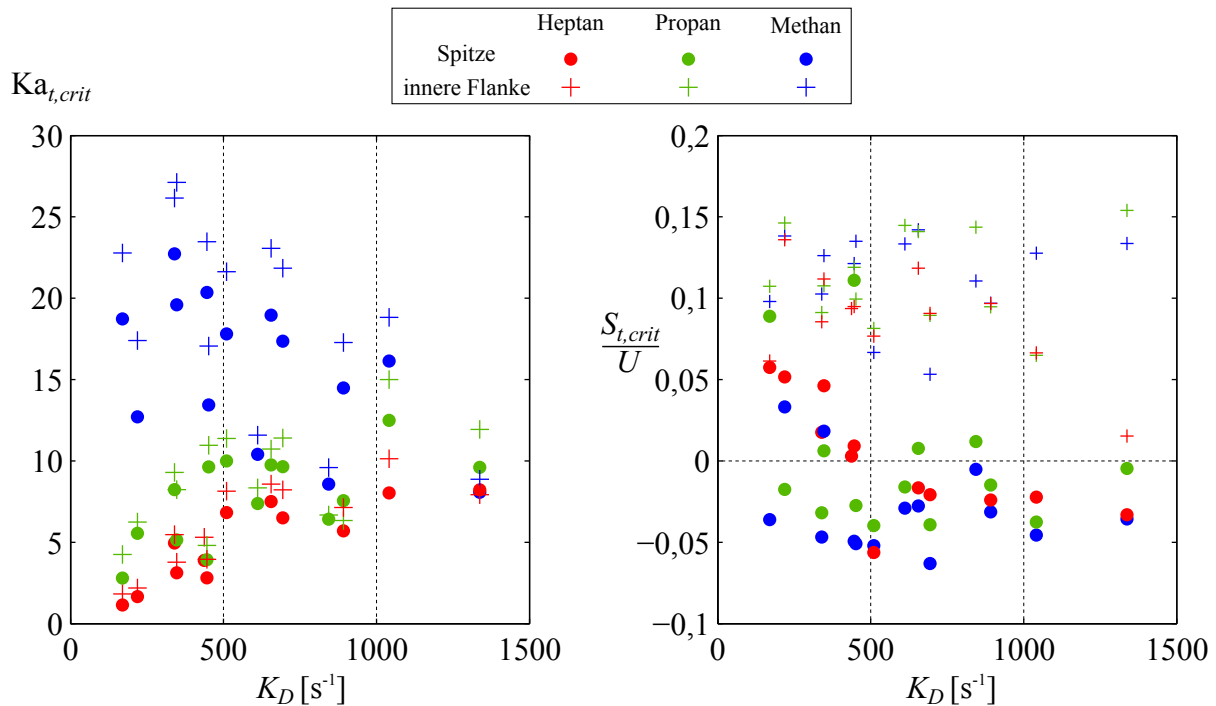 Heptan Propan Methan
Spitze
innere Flanke
Ka_{t,crit}
30
25
20
15
10
5
0
0 500 1000 1500
K_D [s⁻¹]
S_{t,crit}
U
0,2
0,15
0,1
0,05
0
−0,05
−0,1
0 500 1000 1500
K_D [s⁻¹]